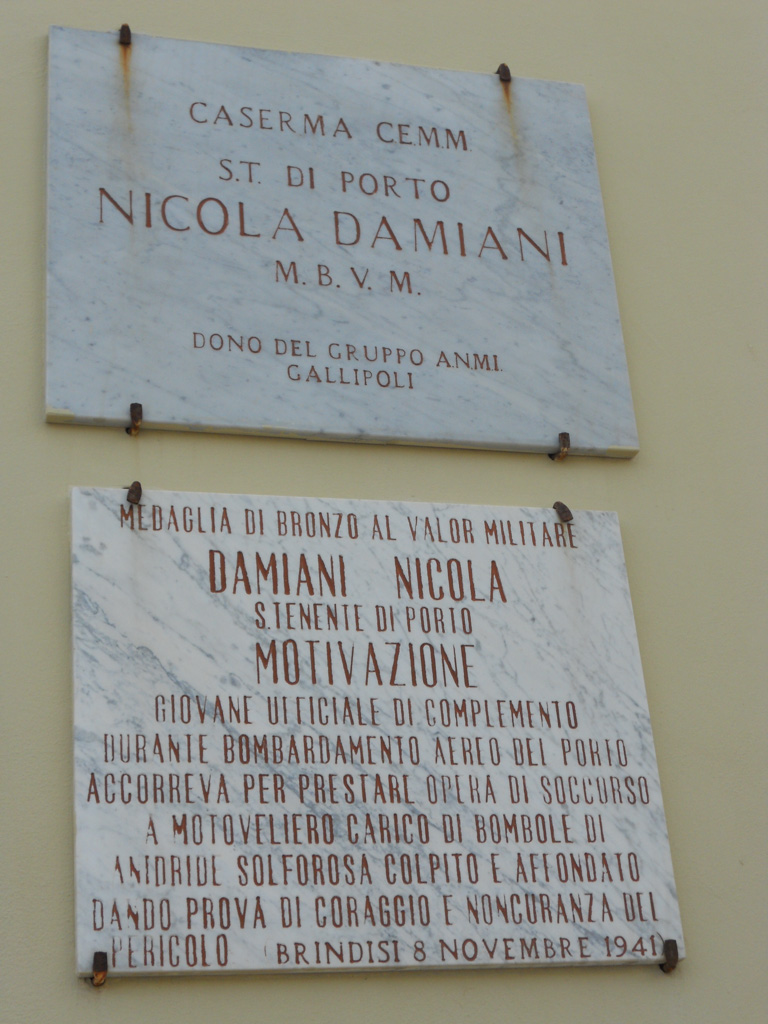 CASERMA CEMM
S.T. DI PORTO
NICOLA DAMIANI
M. B. V. M.
DONO DEL GRUPPO ANMI.
GALLIPOLI
MEDAGLIA DI BRONZO AL VALOR MILITARE
DAMIANI NICOLA
S.TENENTE DI PORTO
MOTIVAZIONE
GIOVANE UFFICIALE DI COMPLEMENTO
DURANTE BOMBARDAMENTO AEREO DEL PORTO
ACCORREVA PER PRESTARE OPERA DI SOCCORSO
A MOTOVELIERO CARICO DI BOMBOLE DI
ANIDRIDE SOLFOROSA COLPITO E AFFONDATO
DANDO PROVA DI CORAGGIO E NONCURANZA DEL
PERICOLO (BRINDISI 8 NOVEMBRE 1941)